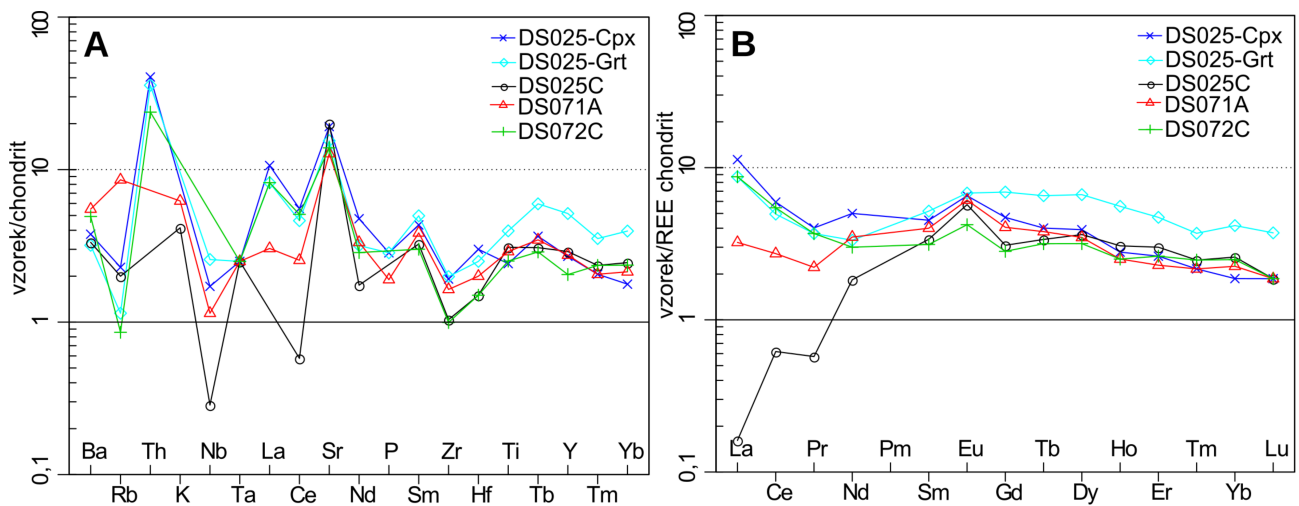 A
DS025-Cpx
DS025-Grt
DS025C
DS071A
DS072C
vzorek/chondrit
100
10
1
0,1
Ba Th Nb La Sr P Zr Ti Y Yb
Rb K Ta Ce Nd Sm Hf Tb Tm
B
DS025-Cpx
DS025-Grt
DS025C
DS071A
DS072C
vzorek/REE chondrit
100
10
1
0,1
La Pr Pm Eu Tb Ho Tm Lu
Ce Nd Sm Gd Dy Er Yb